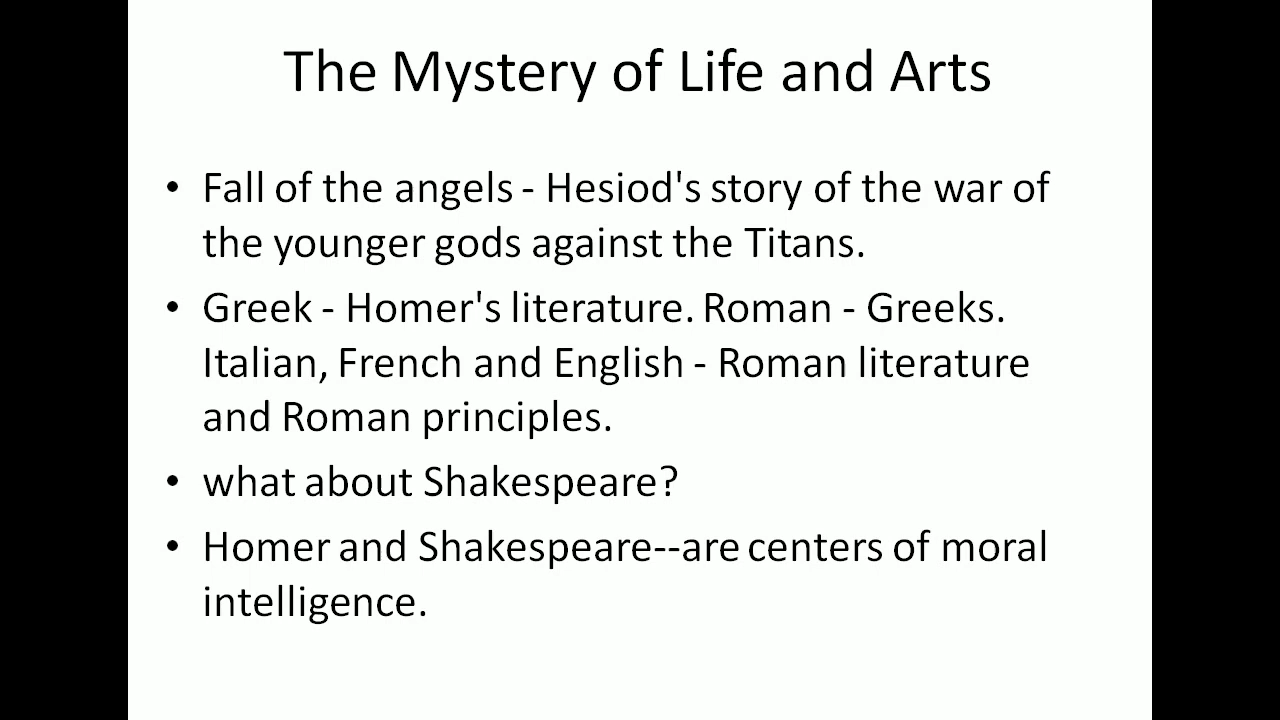 The Mystery of Life and Arts
• Fall of the angels - Hesiod's story of the war of
the younger gods against the Titans.
• Greek - Homer's literature. Roman - Greeks.
Italian, French and English - Roman literature
and Roman principles.
• what about Shakespeare?
• Homer and Shakespeare--are centers of moral
intelligence.